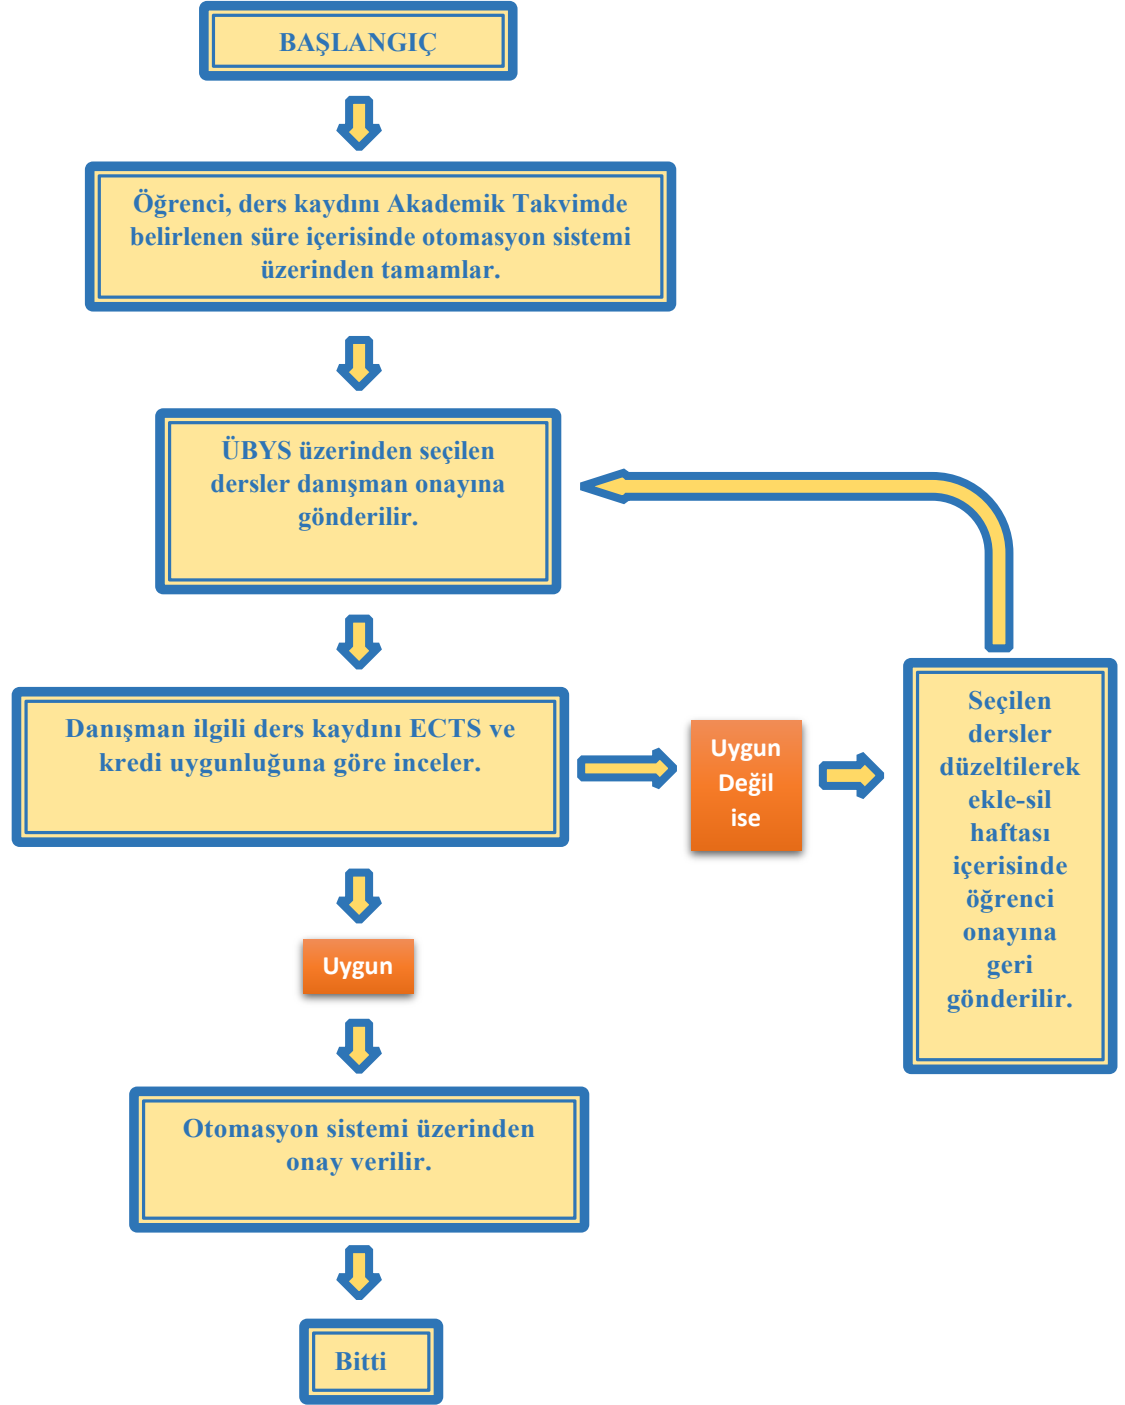 BAŞLANGIÇ
Öğrenci, ders kaydını Akademik Takvimde
belirlenen süre içerisinde otomasyon sistemi
üzerinden tamamlar.
ÜBYS üzerinden seçilen
dersler danışman onayına
gönderilir.
Danışman ilgili ders kaydını ECTS ve
kredi uygunluğuna göre inceler.
Uygun
Değil
ise
Seçilen
dersler
düzeltilerek
ekle-sil
haftası
içerisinde
öğrenci
onayına
geri
gönderilir.
Uygun
Otomasyon sistemi üzerinden
onay verilir.
Bitti